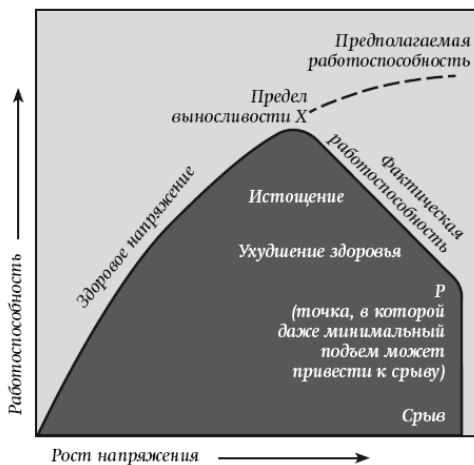 Предполагаемая
работоспособность
Предел
выносливости X
Здоровое напряжение
Фактическая
работоспособность
Истощение
Ухудшение здоровья
P
(точка, в которой
даже минимальный
подъем может
привести к срыву)
Срыв
Работоспособность
Рост напряжения